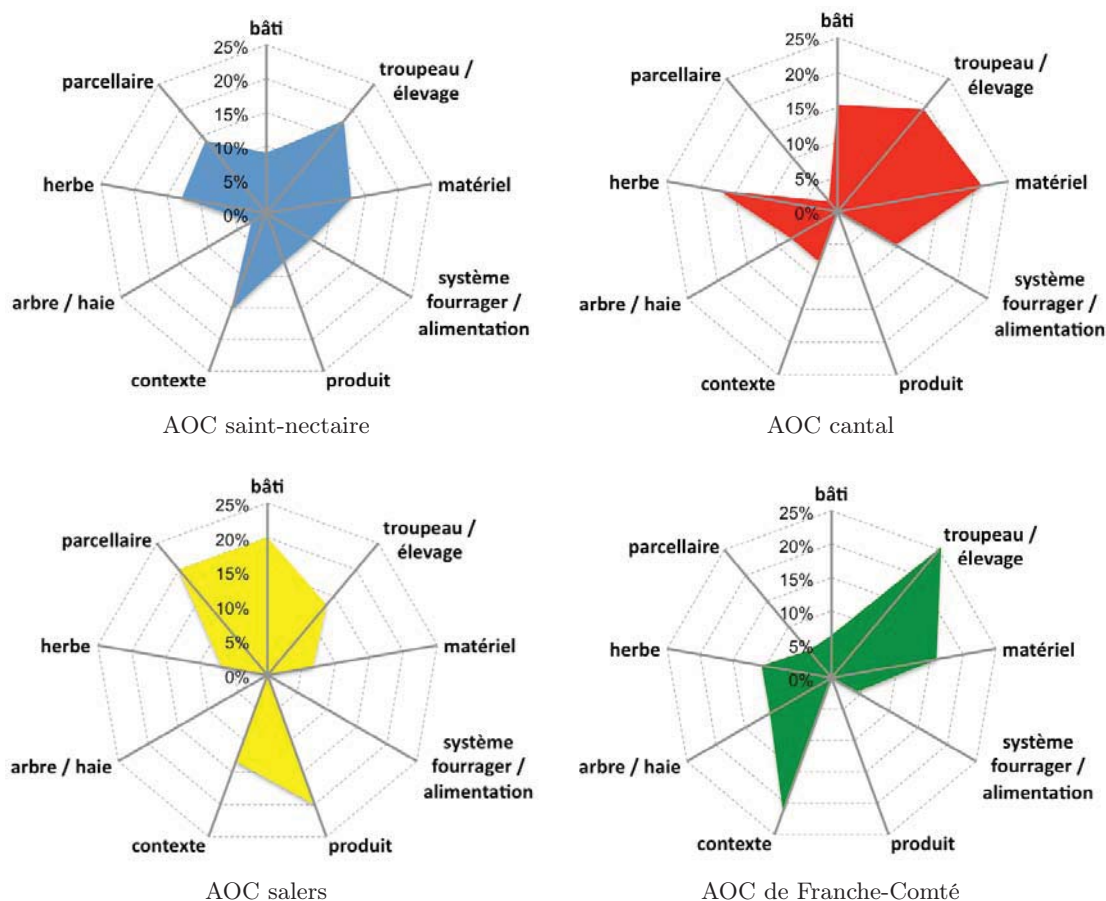 bâti
25%
20%
15%
10%
5%
0%
troupeau /
élevage
matériel
système
fourrager /
alimentation
produit
contexte
arbre / haie
herbe
parcellaire
AOC saint-nectaire
bâti
25%
20%
15%
10%
5%
0%
troupeau /
élevage
matériel
système
fourrager /
alimentation
produit
contexte
arbre / haie
herbe
parcellaire
AOC cantal
bâti
25%
20%
15%
10%
5%
0%
troupeau /
élevage
matériel
système
fourrager /
alimentation
produit
contexte
arbre / haie
herbe
parcellaire
AOC salers
bâti
25%
20%
15%
10%
5%
0%
troupeau /
élevage
matériel
système
fourrager /
alimentation
produit
contexte
arbre / haie
herbe
parcellaire
AOC de Franche-Comté